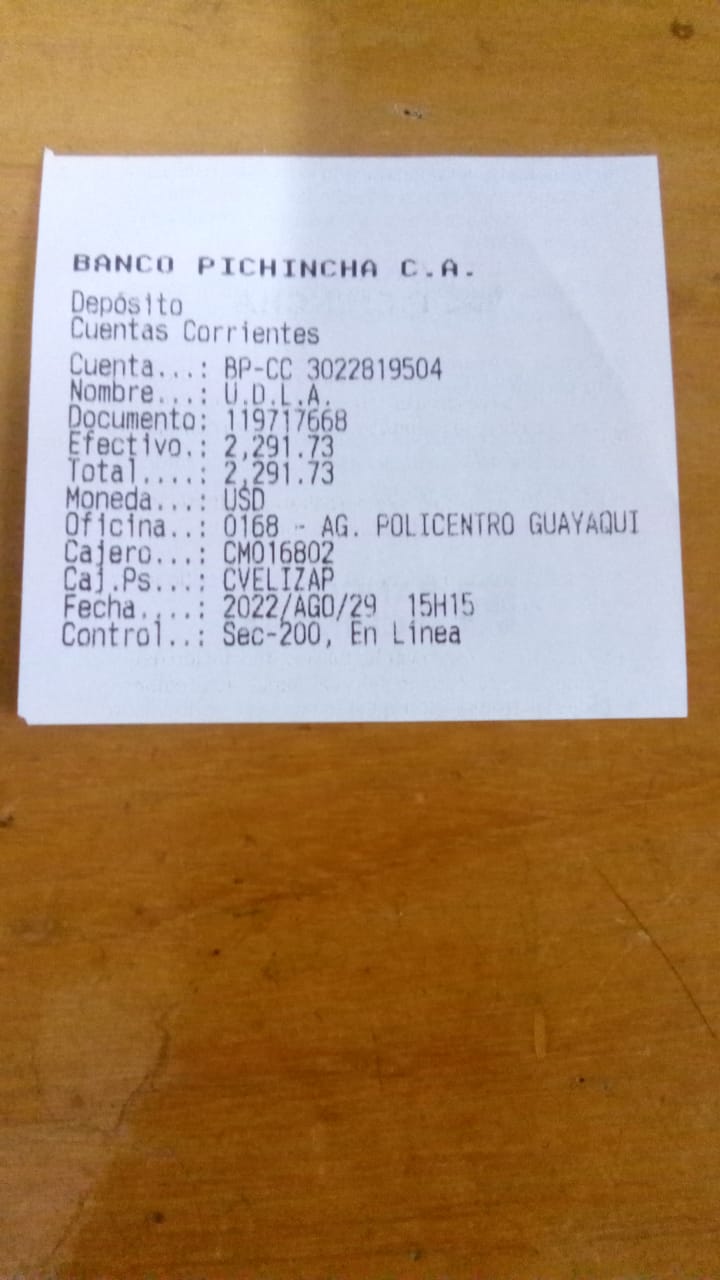 BANCO PICHINCHA C.A.
Depósito
Cuentas Corrientes
Cuenta...: BP-CC 3022819504
Nombre...: U.D.L.A.
Documento: 119717668
Efectivo.: 2,291.73
Total....: 2,291.73
Moneda...: USD
Oficina..: 0168 - AG. POLICENTRO GUAYAQUI
Cajero...: CM016802
Caj.Ps...: CVELIZAP
Fecha....: 2022/AGO/29 15H15
Control..: Sec-200, En Línea